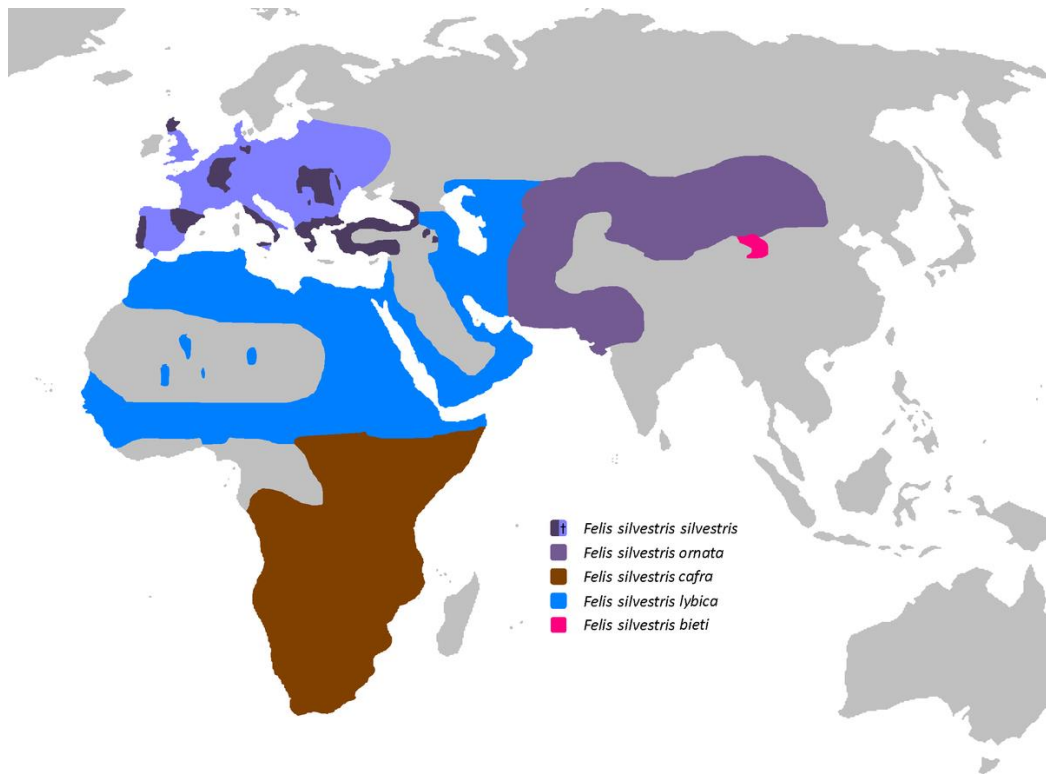 † Felis silvestris silvestris
Felis silvestris ornata
Felis silvestris cafra
Felis silvestris lybica
Felis silvestris bieti